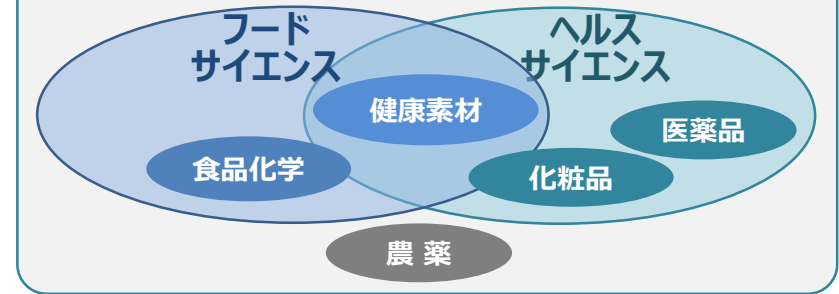 フード
サイエンス
ヘルス
サイエンス
健康素材
医薬品
食品化学
化粧品
農 薬